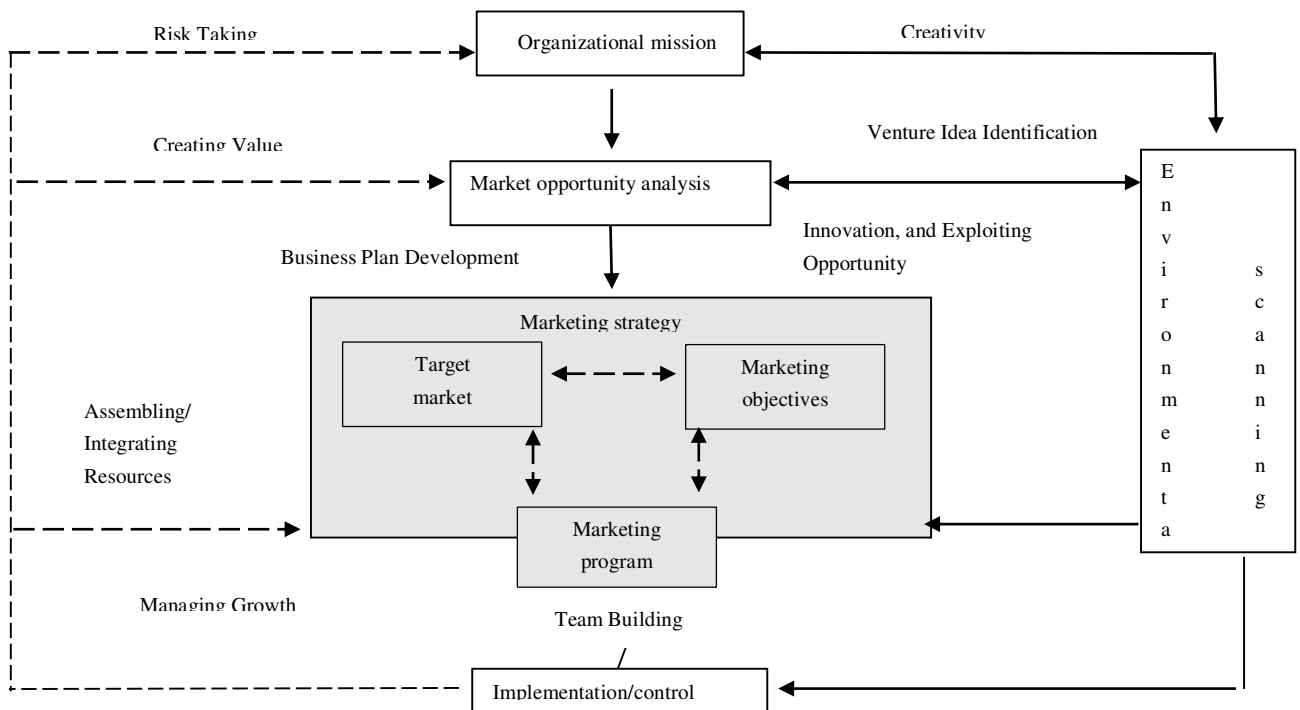 Risk Taking
Organizational mission
Creativity
Creating Value
Venture Idea Identification
Market opportunity analysis
Business Plan Development
Innovation, and Exploiting
Opportunity
Marketing strategy
Target
market
Marketing
objectives
Assembling/
Integrating
Resources
Marketing
program
Managing Growth
Team Building
Implementation/control
Environmenta
scanning